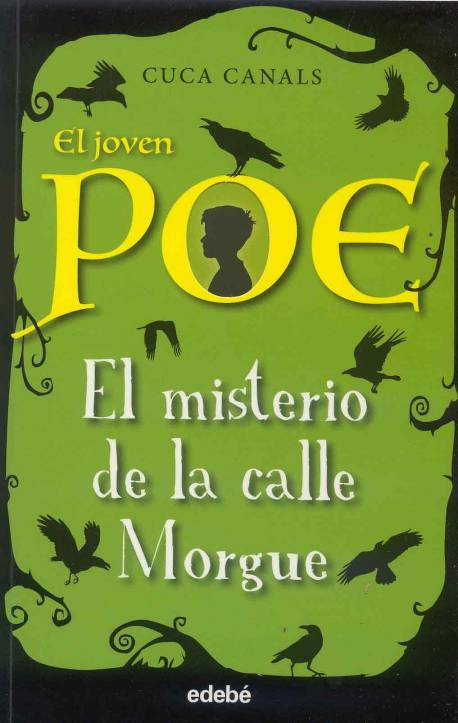 CUCA CANALS
El joven
POE
El misterio
de la calle
Morgue
edebé